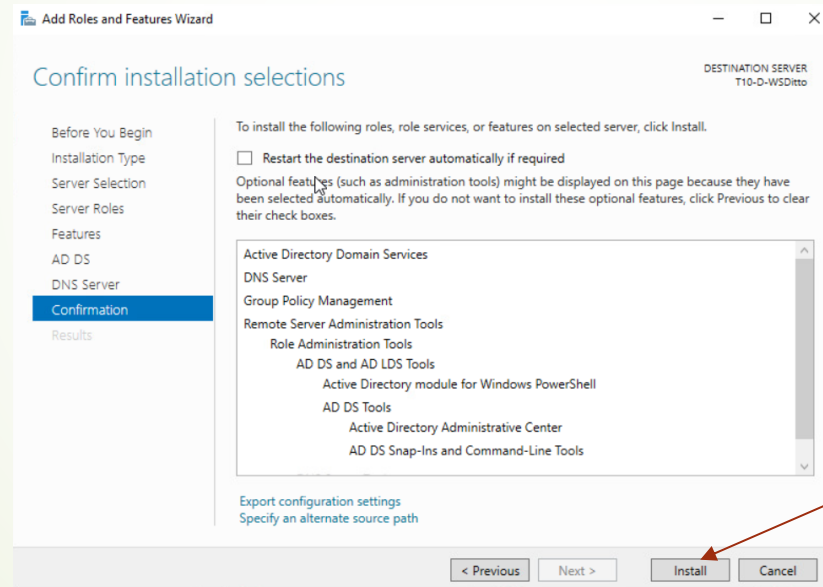 Add Roles and Features Wizard
Confirm installation selections
DESTINATION SERVER
T10-D-WSDitto
Before You Begin
Installation Type
Server Selection
Server Roles
Features
AD DS
DNS Server
Confirmation
Results
To install the following roles, role services, or features on selected server, click Install.
Restart the destination server automatically if required
Optional features (such as administration tools) might be displayed on this page because they have
been selected automatically. If you do not want to install these optional features, click Previous to clear
their check boxes.
Active Directory Domain Services
DNS Server
Group Policy Management
Remote Server Administration Tools
Role Administration Tools
AD DS and AD LDS Tools
Active Directory module for Windows PowerShell
AD DS Tools
Active Directory Administrative Center
AD DS Snap-Ins and Command-Line Tools
Export configuration settings
Specify an alternate source path
< Previous Next > Install Cancel